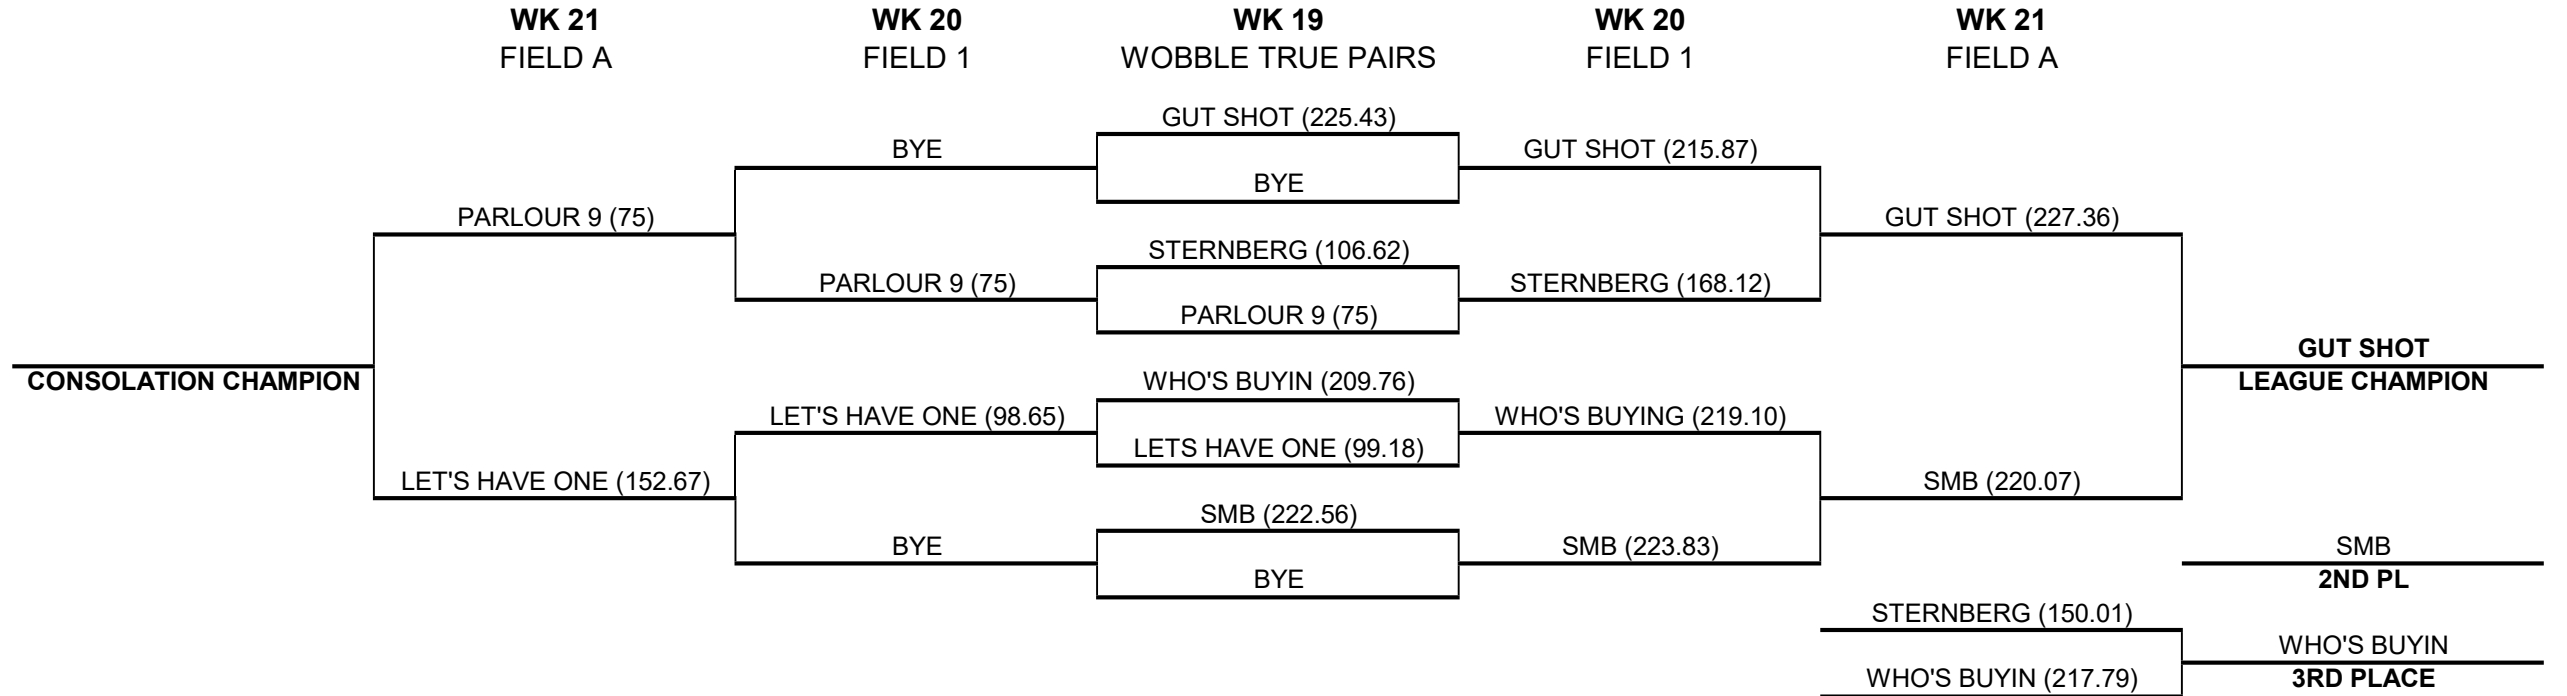 WK 21
FIELD A
WK 20
FIELD 1
WK 19
WOBBLE TRUE PAIRS
WK 20
FIELD 1
WK 21
FIELD A
PARLOUR 9 (75)
LET'S HAVE ONE (152.67)
CONSOLATION CHAMPION
BYE
PARLOUR 9 (75)
LET'S HAVE ONE (98.65)
BYE
GUT SHOT (225.43)
BYE
STERNBERG (106.62)
PARLOUR 9 (75)
WHO'S BUYIN (209.76)
LETS HAVE ONE (99.18)
SMB (222.56)
BYE
GUT SHOT (215.87)
STERNBERG (168.12)
WHO'S BUYING (219.10)
SMB (223.83)
GUT SHOT (227.36)
SMB (220.07)
STERNBERG (150.01)
WHO'S BUYIN (217.79)
GUT SHOT
LEAGUE CHAMPION
SMB
2ND PL
WHO'S BUYIN
3RD PLACE